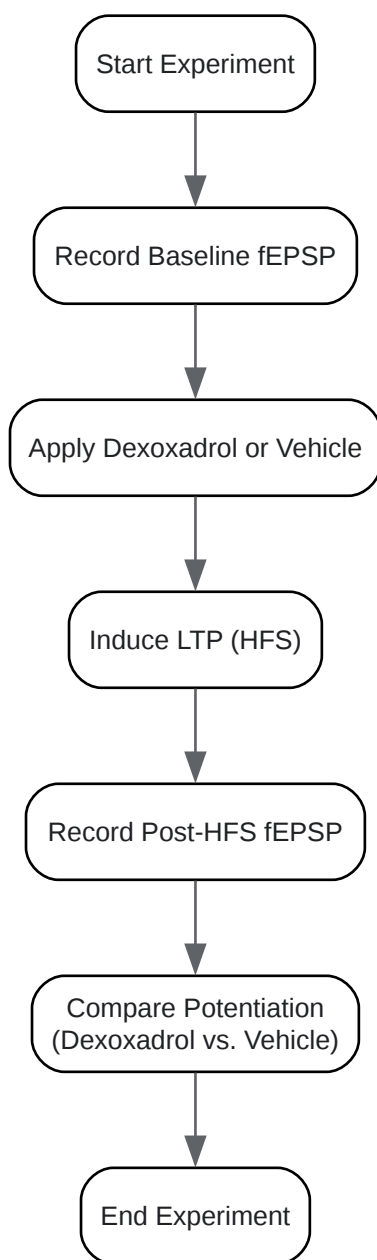 Start Experiment
Record Baseline fEPSP
Apply Dexoxadrol or Vehicle
Induce LTP (HFS)
Record Post-HFS fEPSP
Compare Potentiation
(Dexoxadrol vs. Vehicle)
End Experiment